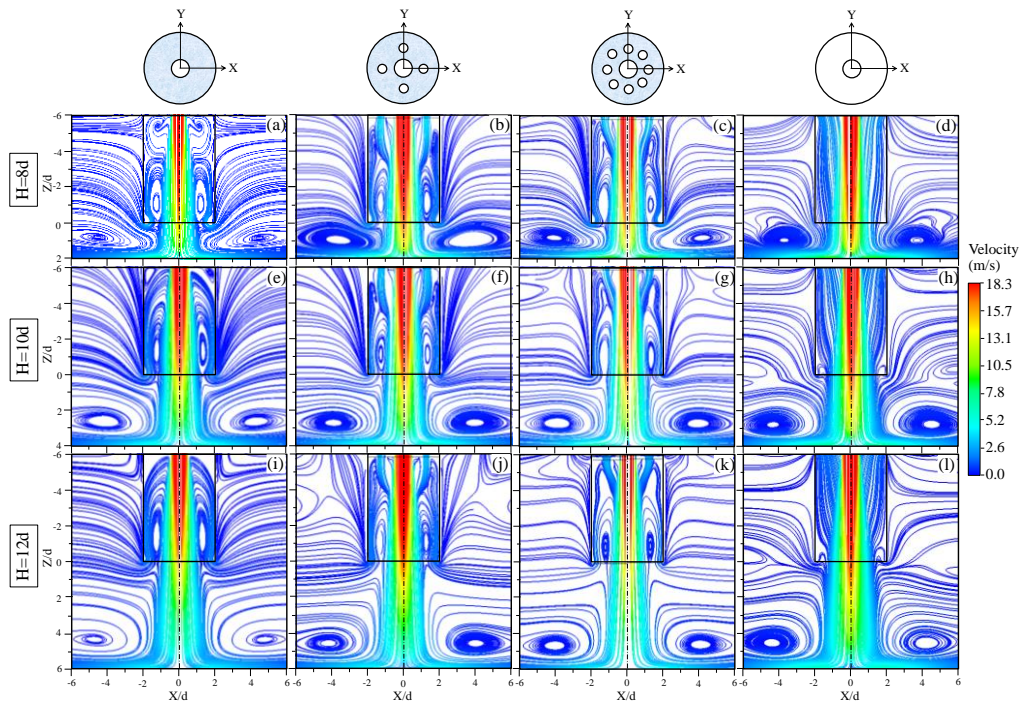 Y Y Y Y
X X X X
(a) (b) (c) (d)
H=8d
Z/d
-6
-4
-2
0
2
(e) (f) (g) (h)
H=10d
Z/d
-6
-4
-2
0
2
4
(i) (j) (k) (l)
H=12d
Z/d
-6
-4
-2
0
2
4
6
-6 -4 -2 0 2 4 6 -6 -4 -2 0 2 4 6 -6 -4 -2 0 2 4 6 -6 -4 -2 0 2 4 6
X/d X/d X/d X/d
Velocity
(m/s)
18.3
15.7
13.1
10.5
7.8
5.2
2.6
0.0